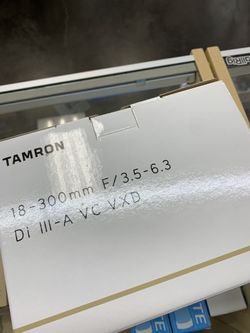 TAMRON
18-300mm F/3.5-6.3
Di III-A VC VXD